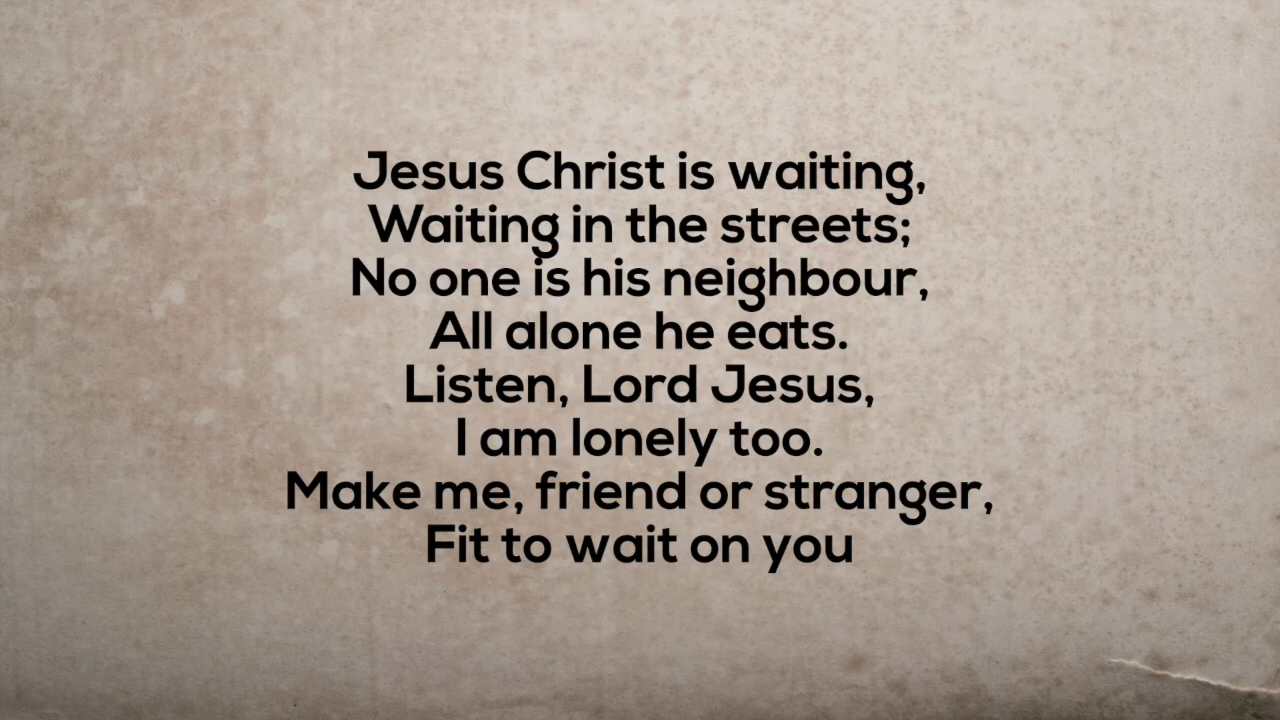 Jesus Christ is waiting,
Waiting in the streets;
No one is his neighbour,
All alone he eats.
Listen, Lord Jesus,
I am lonely too.
Make me, friend or stranger,
Fit to wait on you